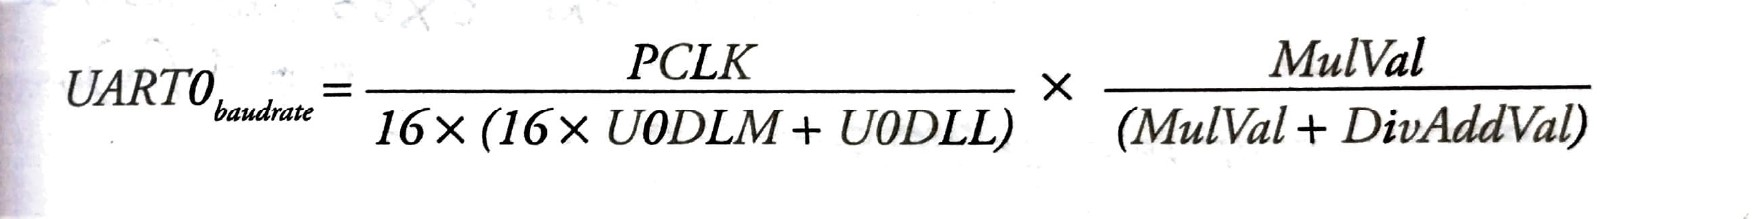 UART0baudrate = PCLK / 16 × (16 × U0DLM + U0DLL) × MulVal / (MulVal + DivAddVal)